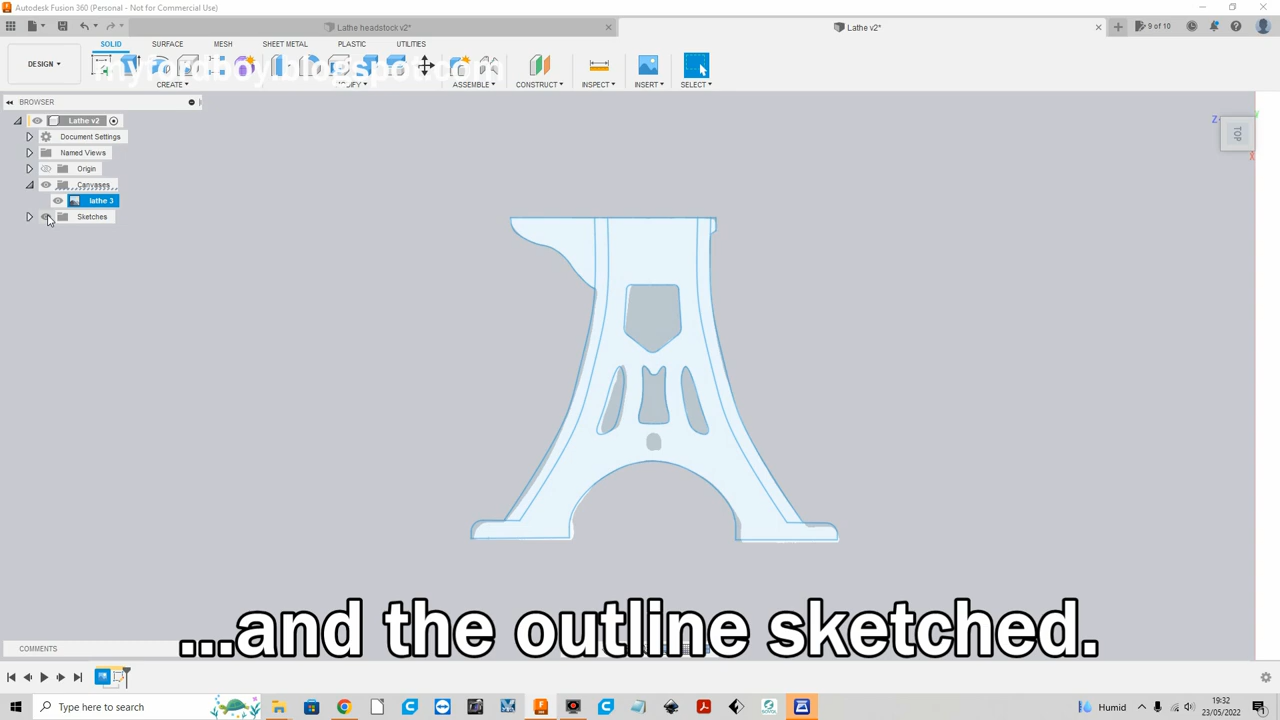 Autodesk Fusion 360 (Personal - Not for Commercial Use)
Lathe headstock v2*
Lathe v2*
9 of 10
SOLID
SURFACE
MESH
SHEET METAL
PLASTIC
UTILITIES
DESIGN
CREATE
MODIFY
ASSEMBLE
CONSTRUCT
INSPECT
INSERT
SELECT
BROWSER
Lathe v2
Document Settings
Named Views
Origin
Canvases
lathe 3
Sketches
TOP
Z
X
...and the outline sketched.
COMMENTS
Type here to search
Humid
19:32
23/05/2022